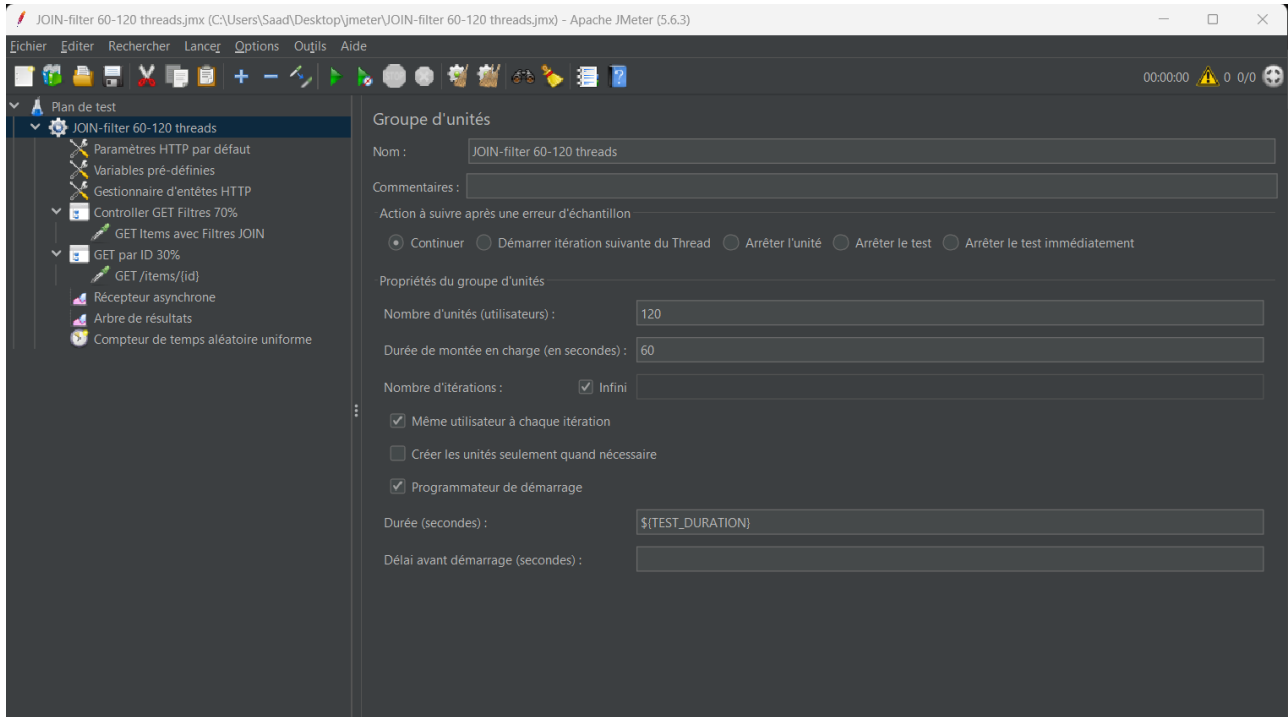 JOIN-filter 60-120 threads.jmx (C:\Users\Saad\Desktop\jmeter\JOIN-filter 60-120 threads.jmx) - Apache JMeter (5.6.3)
Fichier Editer Rechercher Lancer Options Outils Aide
STOP 00:00:00 0 0/0
Plan de test
JOIN-filter 60-120 threads
Paramètres HTTP par défaut
Variables pré-définies
Gestionnaire d'entêtes HTTP
Controller GET Filtres 70%
GET Items avec Filtres JOIN
GET par ID 30%
GET /items/{id}
Récepteur asynchrone
Arbre de résultats
Compteur de temps aléatoire uniforme
Groupe d'unités
Nom : JOIN-filter 60-120 threads
Commentaires :
Action à suivre après une erreur d'échantillon
Continuer Démarrer itération suivante du Thread Arrêter l'unité Arrêter le test Arrêter le test immédiatement
Propriétés du groupe d'unités
Nombre d'unités (utilisateurs) : 120
Durée de montée en charge (en secondes) : 60
Nombre d'itérations : Infini
Même utilisateur à chaque itération
Créer les unités seulement quand nécessaire
Programmateur de démarrage
Durée (secondes) : ${TEST_DURATION}
Délai avant démarrage (secondes) :